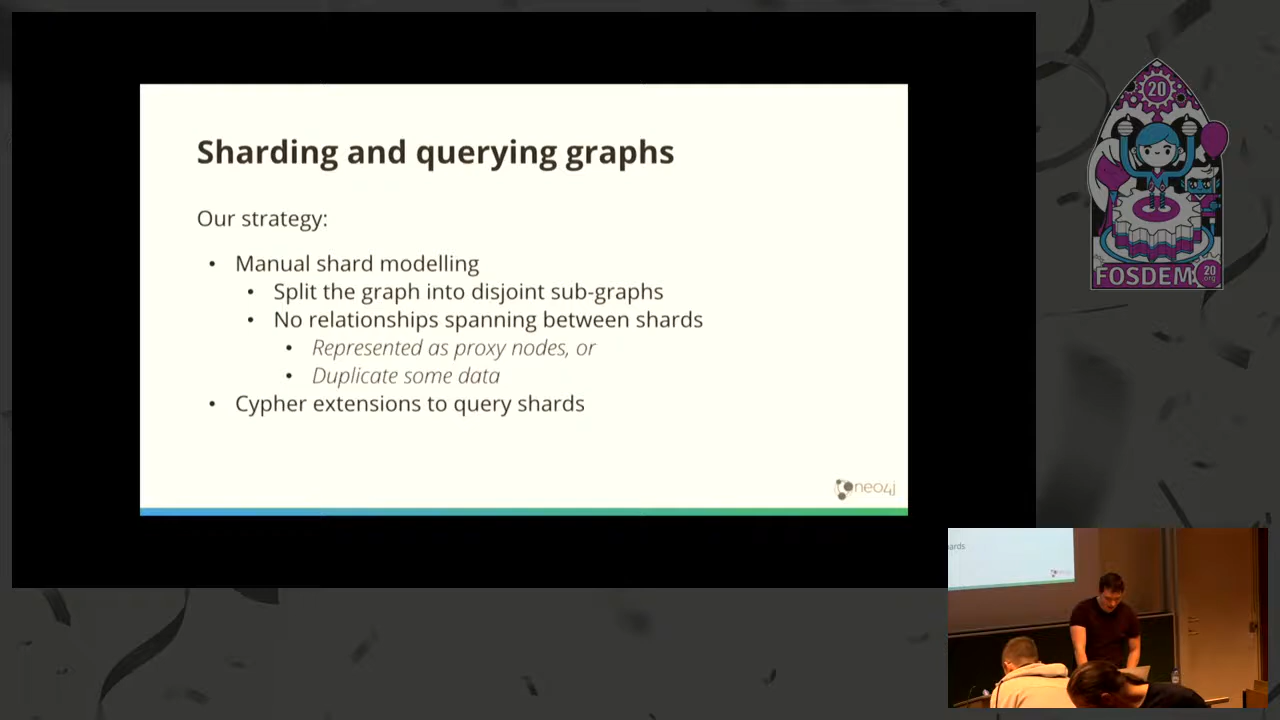 Sharding and querying graphs
Our strategy:
• Manual shard modelling
• Split the graph into disjoint sub-graphs
• No relationships spanning between shards
• Represented as proxy nodes, or
• Duplicate some data
• Cypher extensions to query shards
neo4j
20
FOSDEM
20
.org
ards